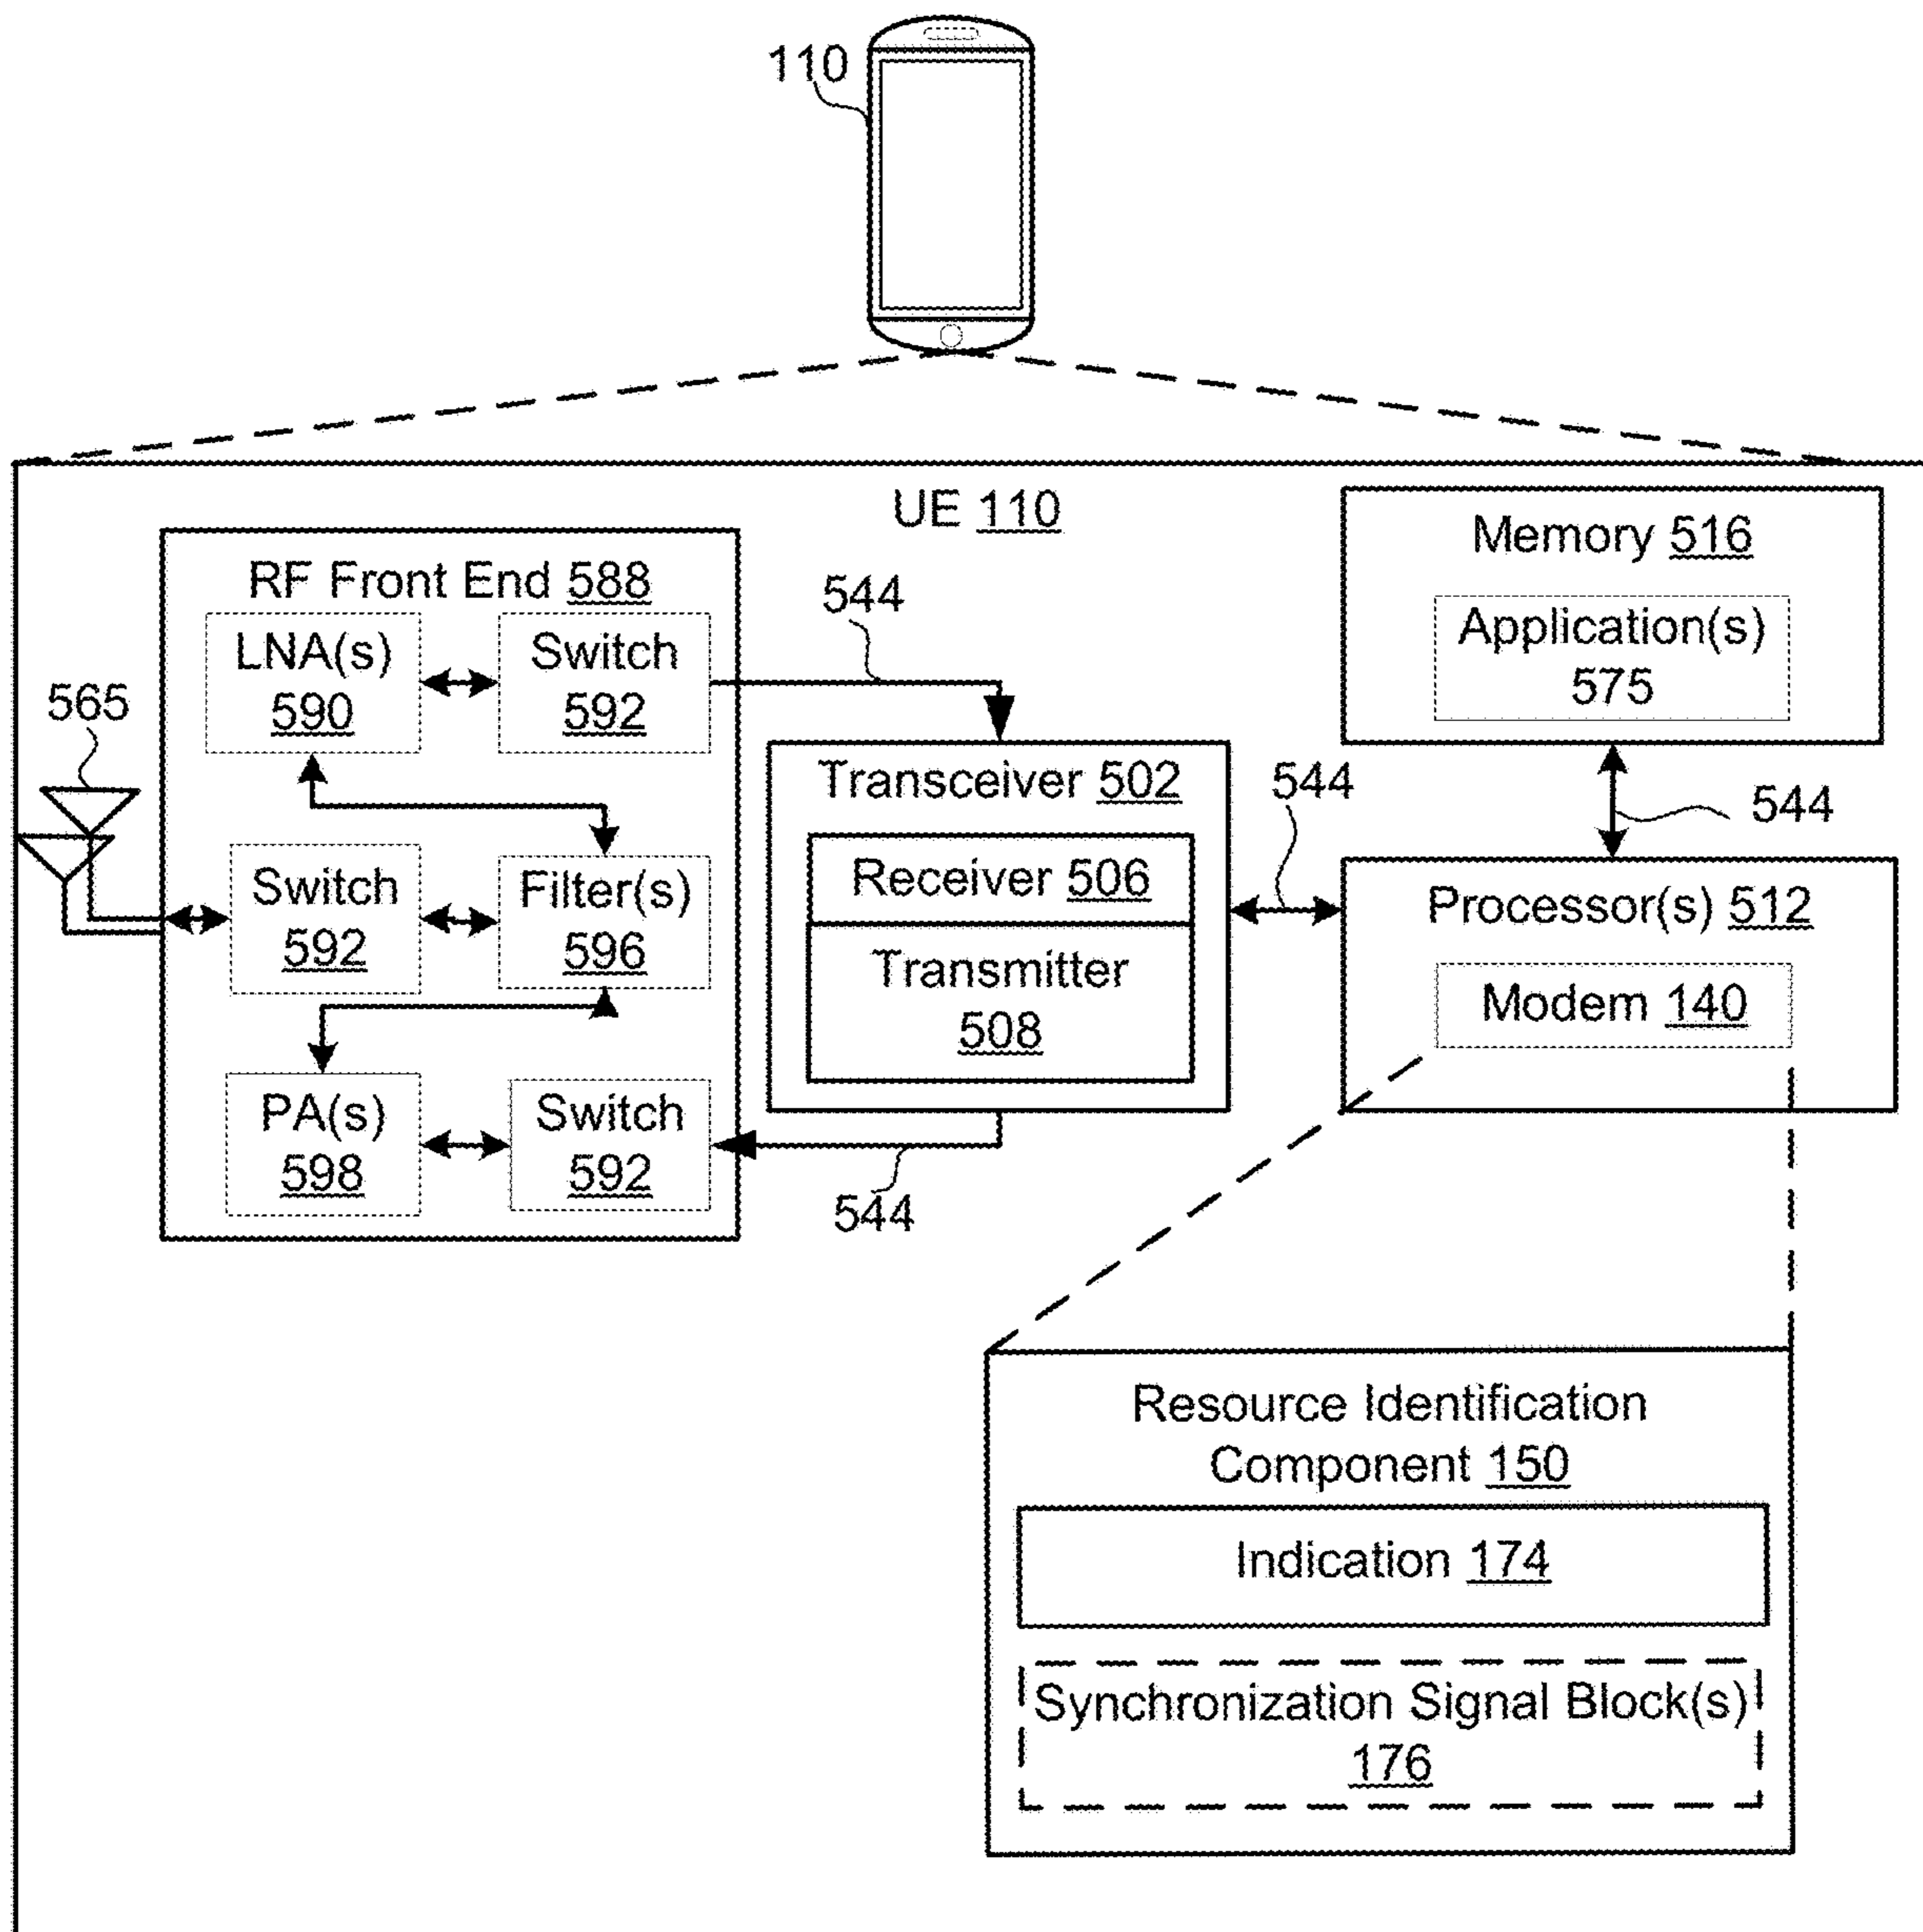 110
UE 110
RF Front End 588
LNA(s)
590
Switch
592
544
565
Switch
592
Filter(s)
596
PA(s)
598
Switch
592
544
Transceiver 502
Receiver 506
Transmitter
508
544
Memory 516
Application(s)
575
544
Processor(s) 512
Modem 140
Resource Identification
Component 150
Indication 174
Synchronization Signal Block(s)
176